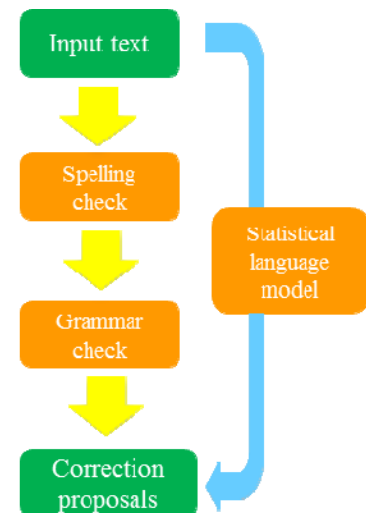 Input text
Spelling
check
Statistical
language
model
Grammar
check
Correction
proposals